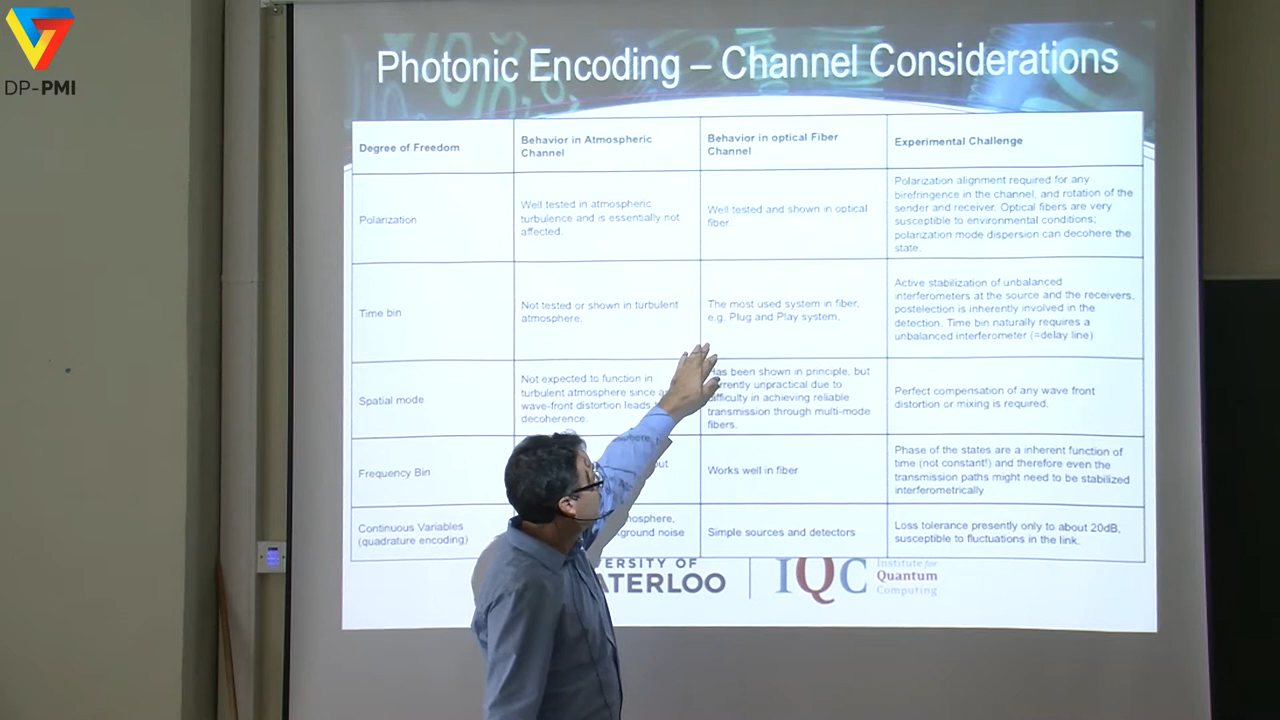 DP-PMI
Photonic Encoding – Channel Considerations
Degree of Freedom
Behavior in Atmospheric
Channel
Behavior in optical Fiber
Channel
Experimental Challenge
Polarization
Well tested in atmospheric
turbulence and is essentially not
affected.
Well tested and shown in optical
fiber.
Polarization alignment required for any
birefringence in the channel, and rotation of the
sender and receiver. Optical fibers are very
susceptible to environmental conditions;
polarization mode dispersion can decohere the
state.
Time bin
Not tested or shown in turbulent
atmosphere.
The most used system in fiber,
e.g. Plug and Play system.
Active stabilization of unbalanced
interferometers at the source and the receivers,
postelection is inherently involved in the
detection. Time bin naturally requires a
unbalanced interferometer (=delay line)
Spatial mode
Not expected to function in
turbulent atmosphere since
wave-front distortion leads
decoherence.
Has been shown in principle, but
unpractical due to
difficulty in achieving reliable
transmission through multi-mode
fibers.
Perfect compensation of any wave front
distortion or mixing is required.
Frequency Bin
Works well in fiber
Phase of the states are a inherent function of
time (not constant!) and therefore even the
transmission paths might need to be stabilized
interferometrically
Continuous Variables
(quadrature encoding)
noise
Simple sources and detectors
Loss tolerance presently only to about 20dB,
susceptible to fluctuations in the link.
OF
WATERLOO
IQC
Institute for
Quantum
Computing